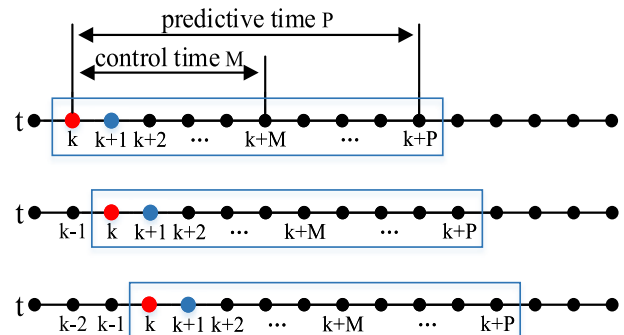 predictive time P
control time M
t
k k+1 k+2 ... k+M ... k+P
t
k-1 k k+1 k+2 ... k+M ... k+P
t
k-2 k-1 k k+1 k+2 ... k+M ... k+P